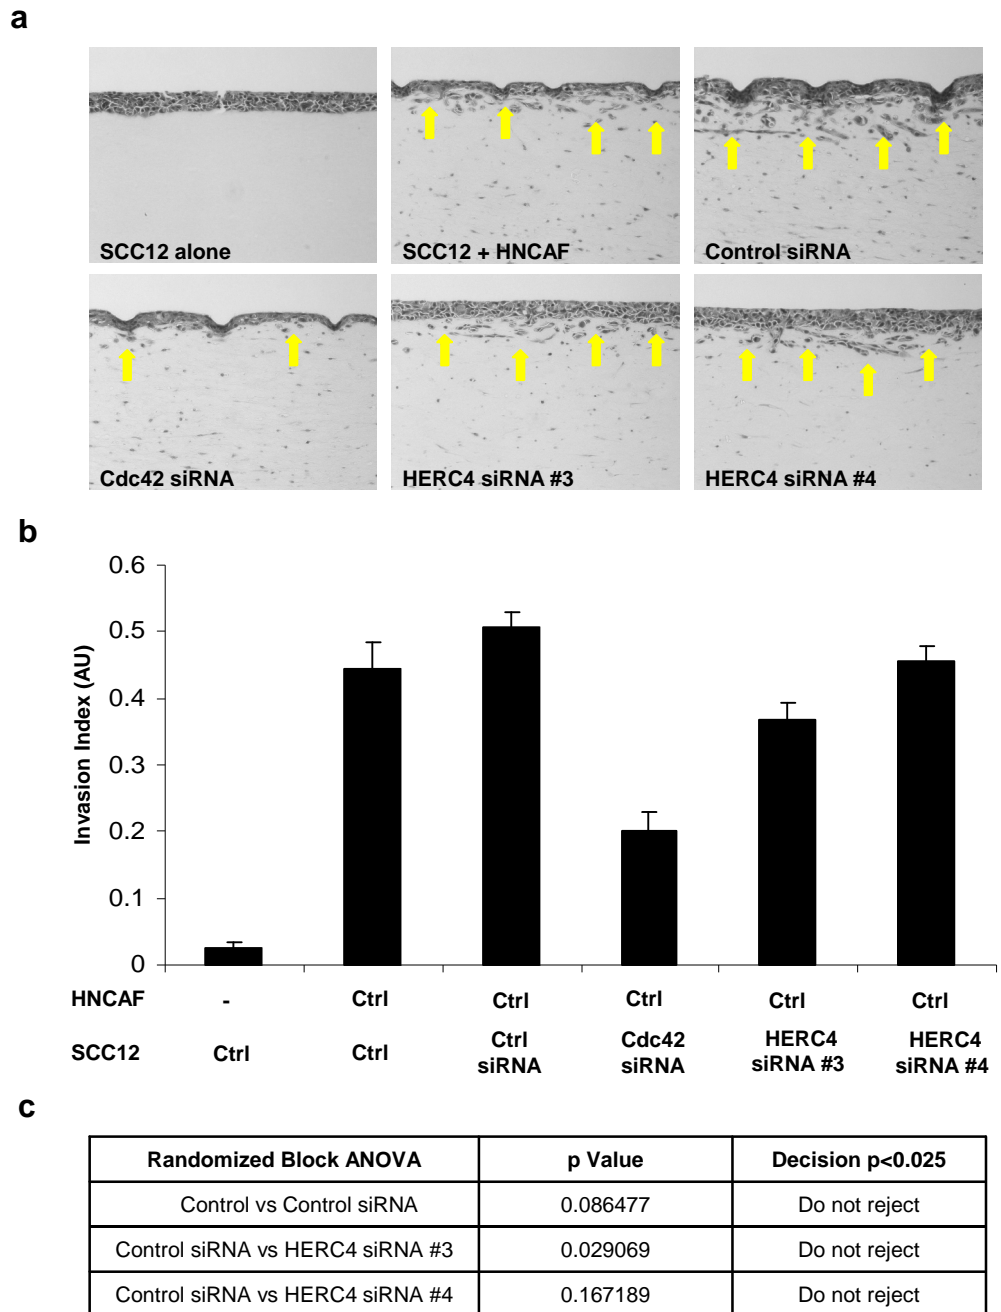 a
SCC12 alone
SCC12 + HNCAF
Control siRNA
Cdc42 siRNA
HERC4 siRNA #3
HERC4 siRNA #4
b
Invasion Index (AU)
0.6
0.5
0.4
0.3
0.2
0.1
0
HNCAF - Ctrl Ctrl Ctrl Ctrl Ctrl
SCC12 Ctrl Ctrl Ctrl siRNA Cdc42 siRNA HERC4 siRNA #3 HERC4 siRNA #4
c
Randomized Block ANOVA p Value Decision p<0.025
Control vs Control siRNA 0.086477 Do not reject
Control siRNA vs HERC4 siRNA #3 0.029069 Do not reject
Control siRNA vs HERC4 siRNA #4 0.167189 Do not reject